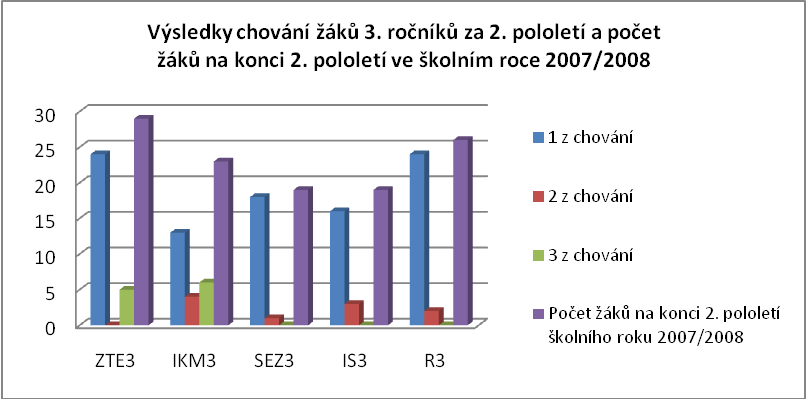 Výsledky chování žáků 3. ročníků za 2. pololetí a počet
žáků na konci 2. pololetí ve školním roce 2007/2008
30
25
20
15
10
5
0
ZTE3 IKM3 SEZ3 IS3 R3
1 z chování
2 z chování
3 z chování
Počet žáků na konci 2. pololetí
školního roku 2007/2008